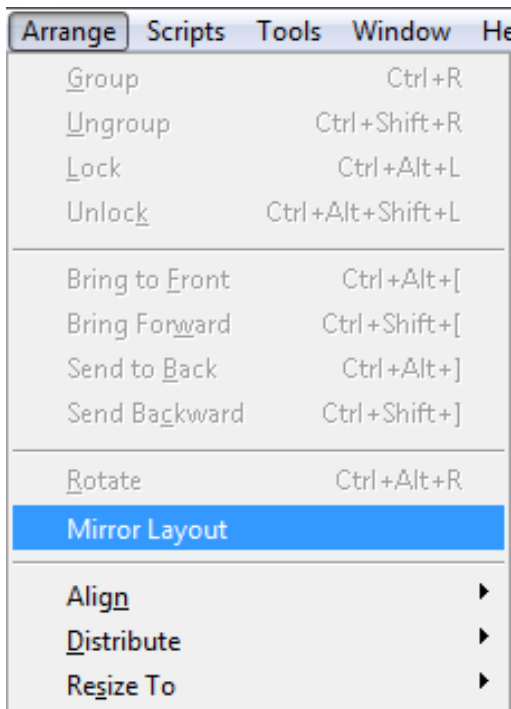 Arrange Scripts Tools Window He
Group Ctrl+R
Ungroup Ctrl+Shift+R
Lock Ctrl+Alt+L
Unlock Ctrl+Alt+Shift+L
Bring to Front Ctrl+Alt+[
Bring Forward Ctrl+Shift+[
Send to Back Ctrl+Alt+]
Send Backward Ctrl+Shift+]
Rotate Ctrl+Alt+R
Mirror Layout
Align
Distribute
Resize To